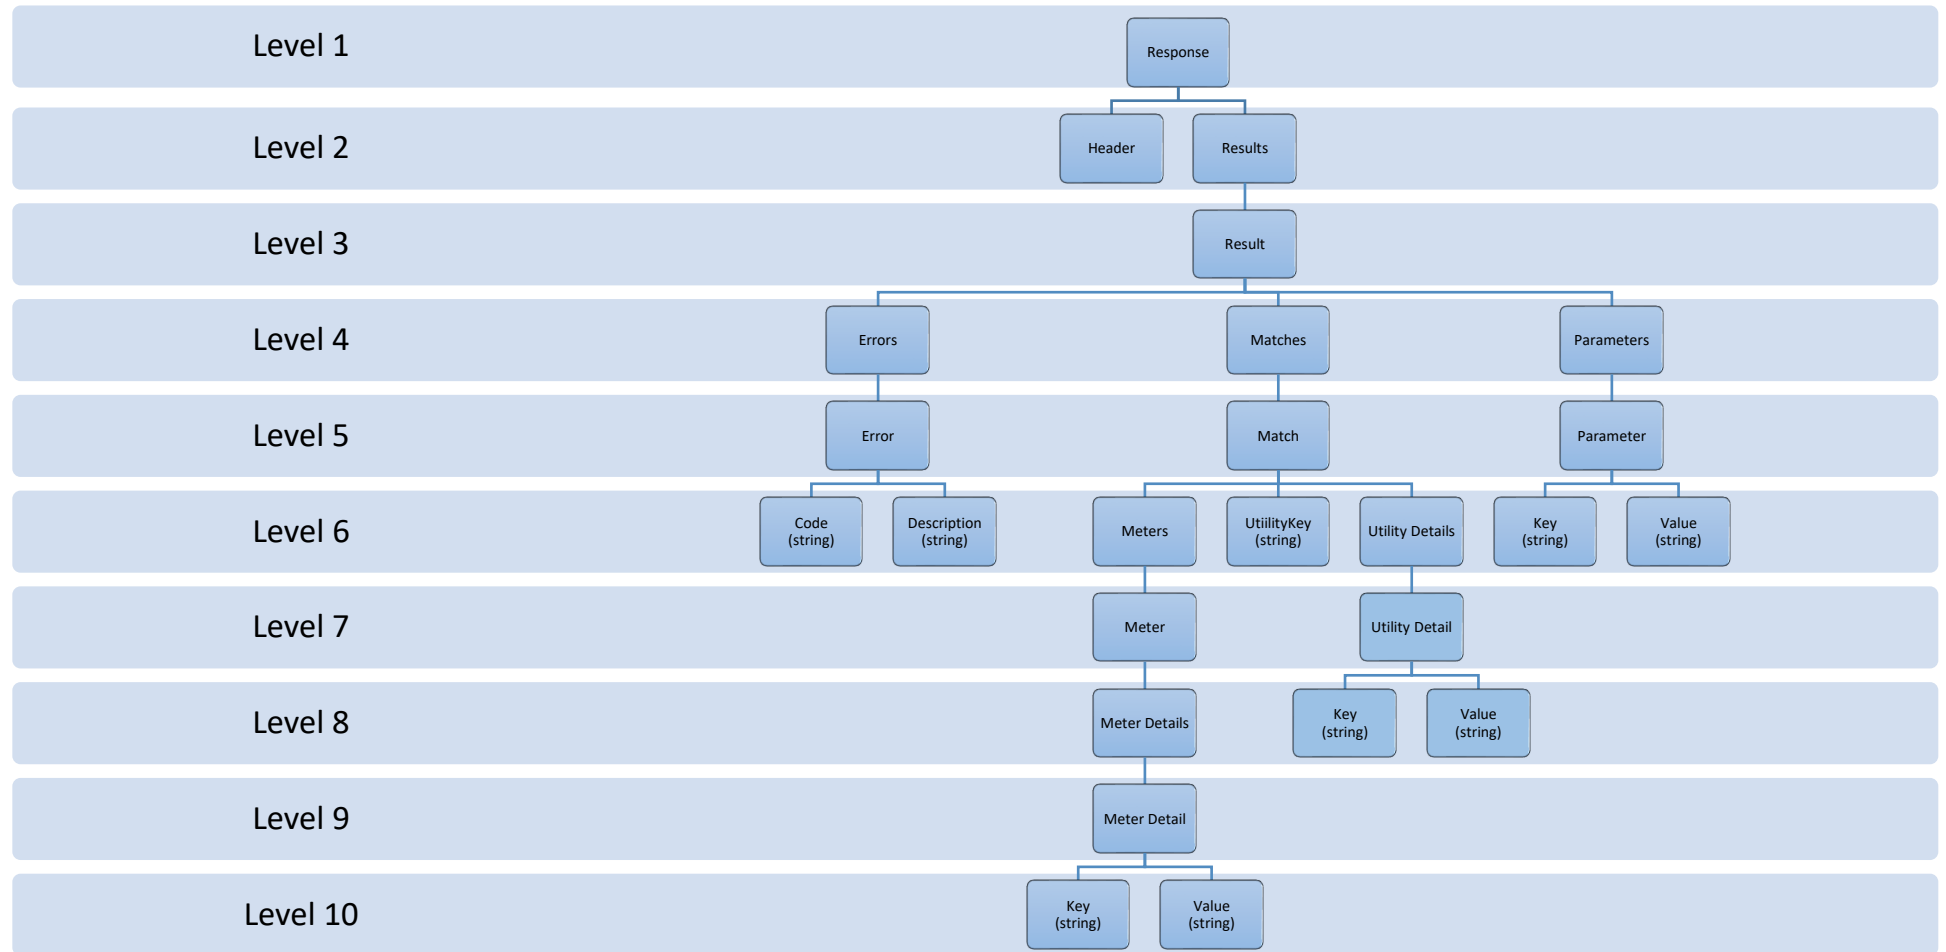 Level 1
Response
Level 2
Header
Results
Level 3
Result
Level 4
Errors
Matches
Parameters
Level 5
Error
Match
Parameter
Level 6
Code
(string)
Description
(string)
Meters
UtiilityKey
(string)
Utility Details
Key
(string)
Value
(string)
Level 7
Meter
Utility Detail
Level 8
Meter Details
Key
(string)
Value
(string)
Level 9
Meter Detail
Level 10
Key
(string)
Value
(string)